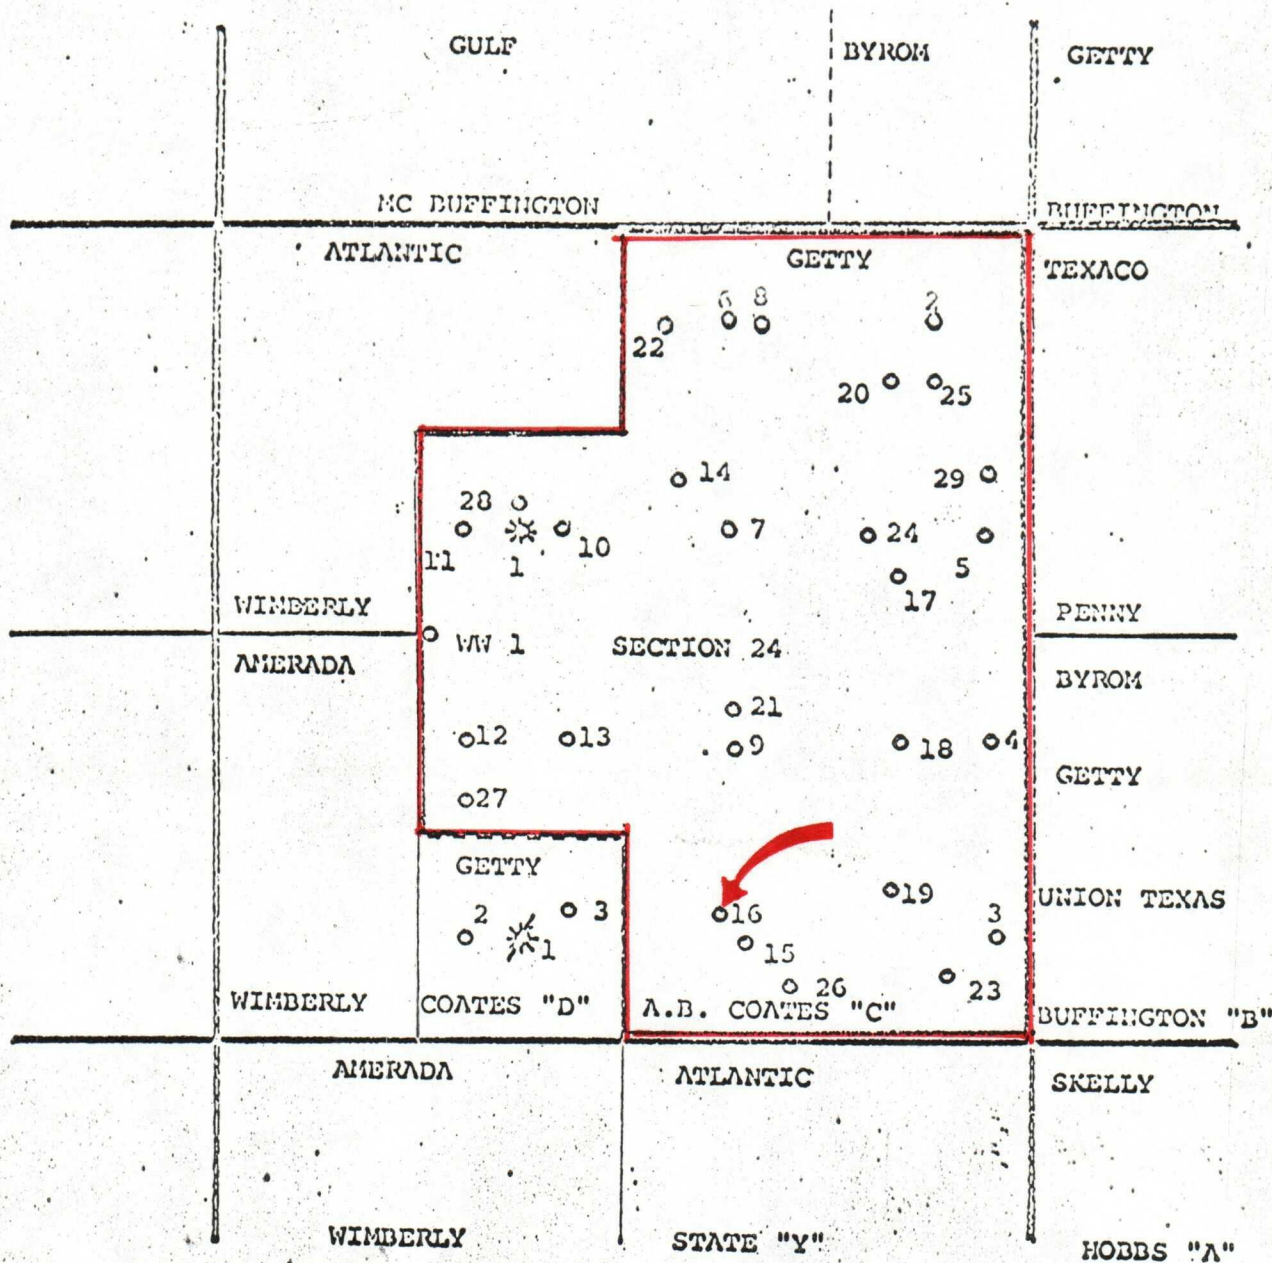 GULF
BYROM
GETTY
MC BUFFINGTON
BUFFINGTON
ATLANTIC
GETTY
TEXACO
6 8 2
22
20 25
14 29
28
7 24
11 1 10 5
17
WIMBERLY
PENNY
WW 1 SECTION 24
AMERADA
BYROM
21
12 13 9 18 4
GETTY
27
GETTY
19 UNION TEXAS
2 3 16 3
1 15
26 23
WIMBERLY COATES "D" A.B. COATES "C" BUFFINGTON "B"
AMERADA ATLANTIC SKELLY
WIMBERLY STATE "Y" HOBBS "A"